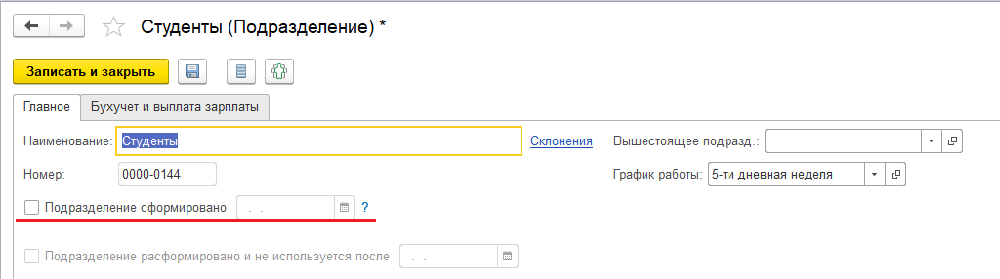 Студенты (Подразделение) *
Записать и закрыть
Главное Бухучет и выплата зарплаты
Наименование: Студенты Склонения Вышестоящее подразд.:
Номер: 0000-0144 График работы: 5-ти дневная неделя
Подразделение сформировано . . ?
Подразделение расформировано и не используется после . .